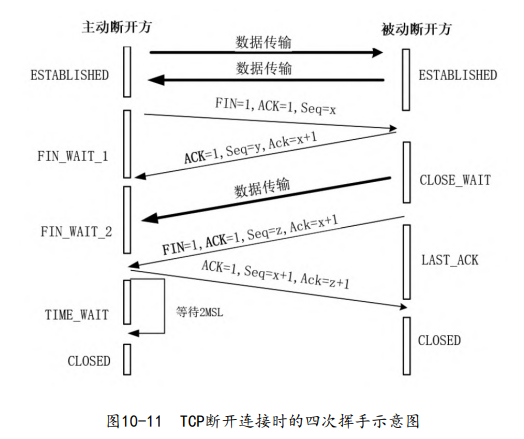 主动断开方
被动断开方
数据传输
数据传输
ESTABLISHED
ESTABLISHED
FIN=1,ACK=1,Seq=x
ACK=1,Seq=y,Ack=x+1
FIN_WAIT_1
CLOSE_WAIT
数据传输
FIN_WAIT_2
FIN=1,ACK=1,Seq=z,Ack=x+1
LAST_ACK
ACK=1,Seq=x+1,Ack=z+1
TIME_WAIT
等待2MSL
CLOSED
CLOSED
图10-11 TCP断开连接时的四次挥手示意图